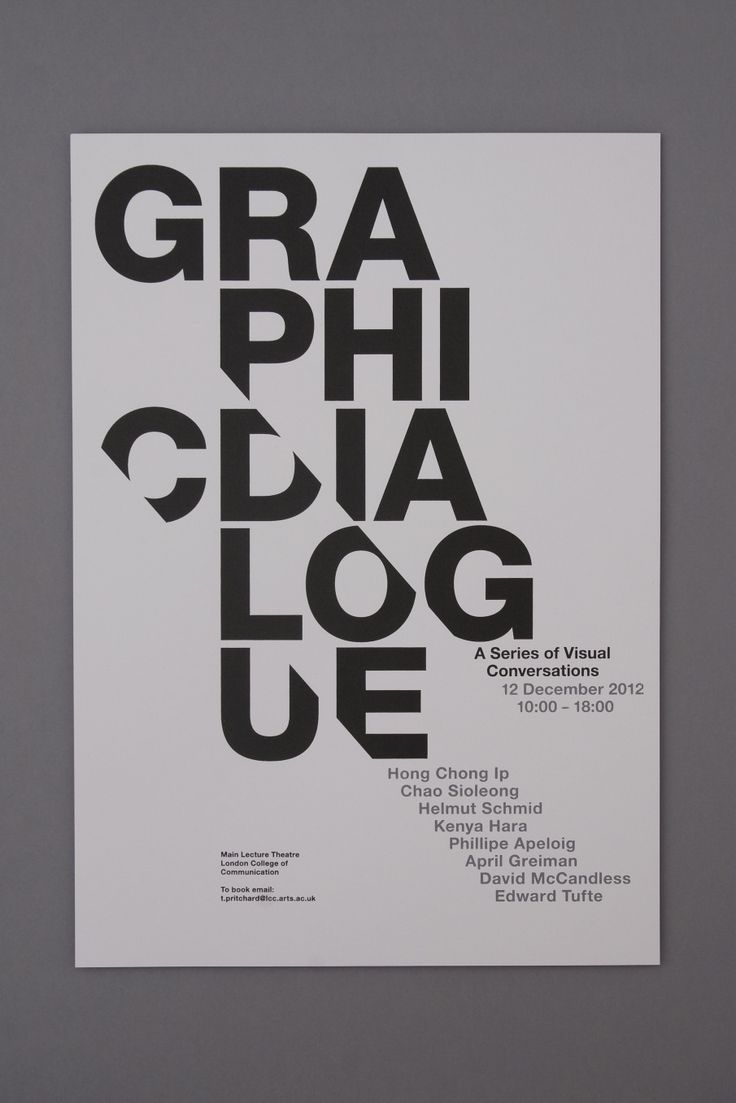 GRA
PHI
CDIA
LOG
UE
A Series of Visual
Conversations
12 December 2012
10:00 – 18:00
Hong Chong Ip
Chao Sioleong
Helmut Schmid
Kenya Hara
Phillipe Apeloig
April Greiman
David McCandless
Edward Tufte
Main Lecture Theatre
London College of
Communication
To book email:
t.pritchard@lcc.arts.ac.uk